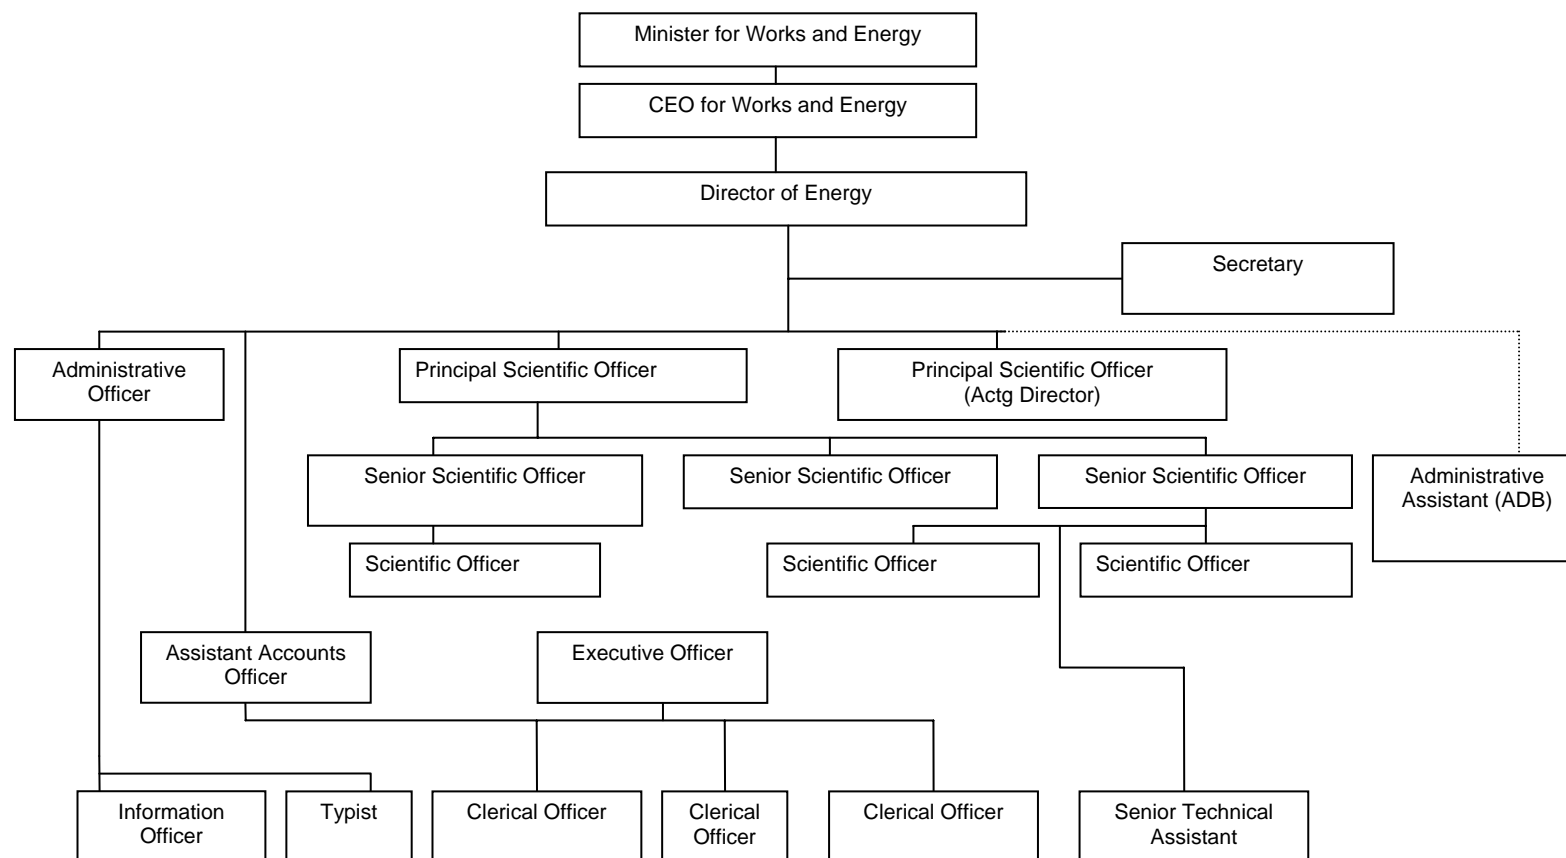 Minister for Works and Energy
CEO for Works and Energy
Director of Energy
Secretary
Administrative
Officer
Principal Scientific Officer
Principal Scientific Officer
(Actg Director)
Senior Scientific Officer
Senior Scientific Officer
Senior Scientific Officer
Administrative
Assistant (ADB)
Scientific Officer
Scientific Officer
Scientific Officer
Assistant Accounts
Officer
Executive Officer
Information
Officer
Typist
Clerical Officer
Clerical
Officer
Clerical Officer
Senior Technical
Assistant